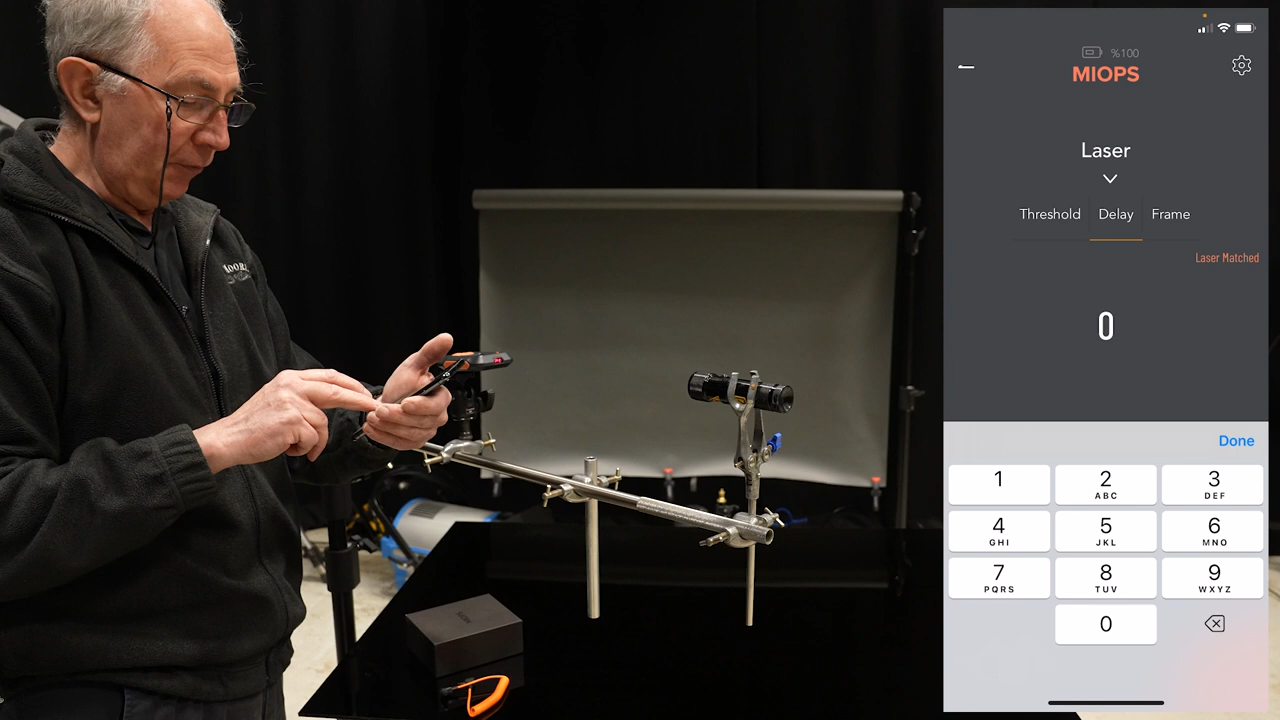 %100
MIOPS
Laser
Threshold Delay Frame
Laser Matched
0
Done
1 2 3
ABC DEF
4 5 6
GHI JKL MNO
7 8 9
PQRS TUV WXYZ
0